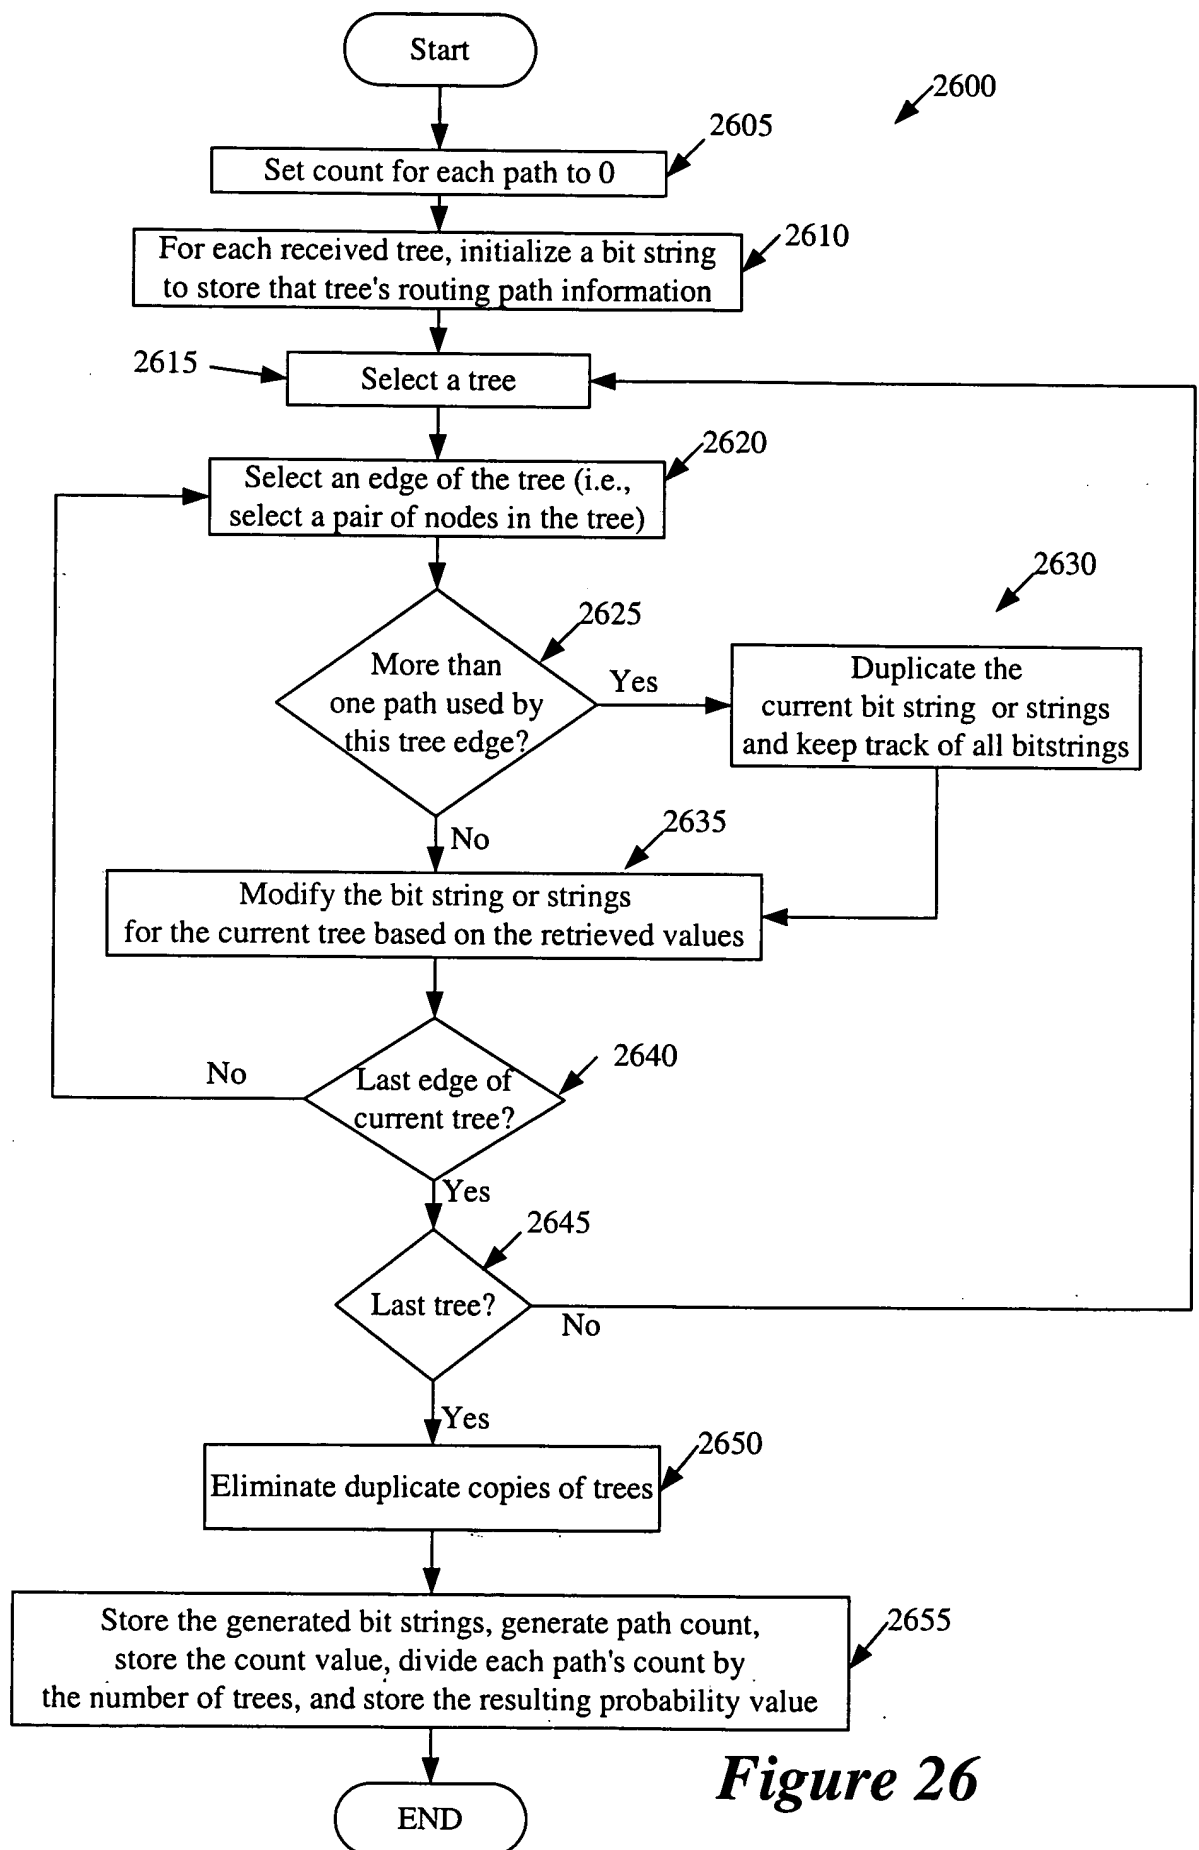 Start
2600
2605
Set count for each path to 0
2610
For each received tree, initialize a bit string
to store that tree's routing path information
2615
Select a tree
2620
Select an edge of the tree (i.e.,
select a pair of nodes in the tree)
2630
2625
More than
one path used by
this tree edge?
Yes
Duplicate the
current bit string or strings
and keep track of all bitstrings
No
2635
Modify the bit string or strings
for the current tree based on the retrieved values
2640
No
Last edge of
current tree?
Yes
2645
Last tree?
No
Yes
2650
Eliminate duplicate copies of trees
2655
Store the generated bit strings, generate path count,
store the count value, divide each path's count by
the number of trees, and store the resulting probability value
Figure 26
END